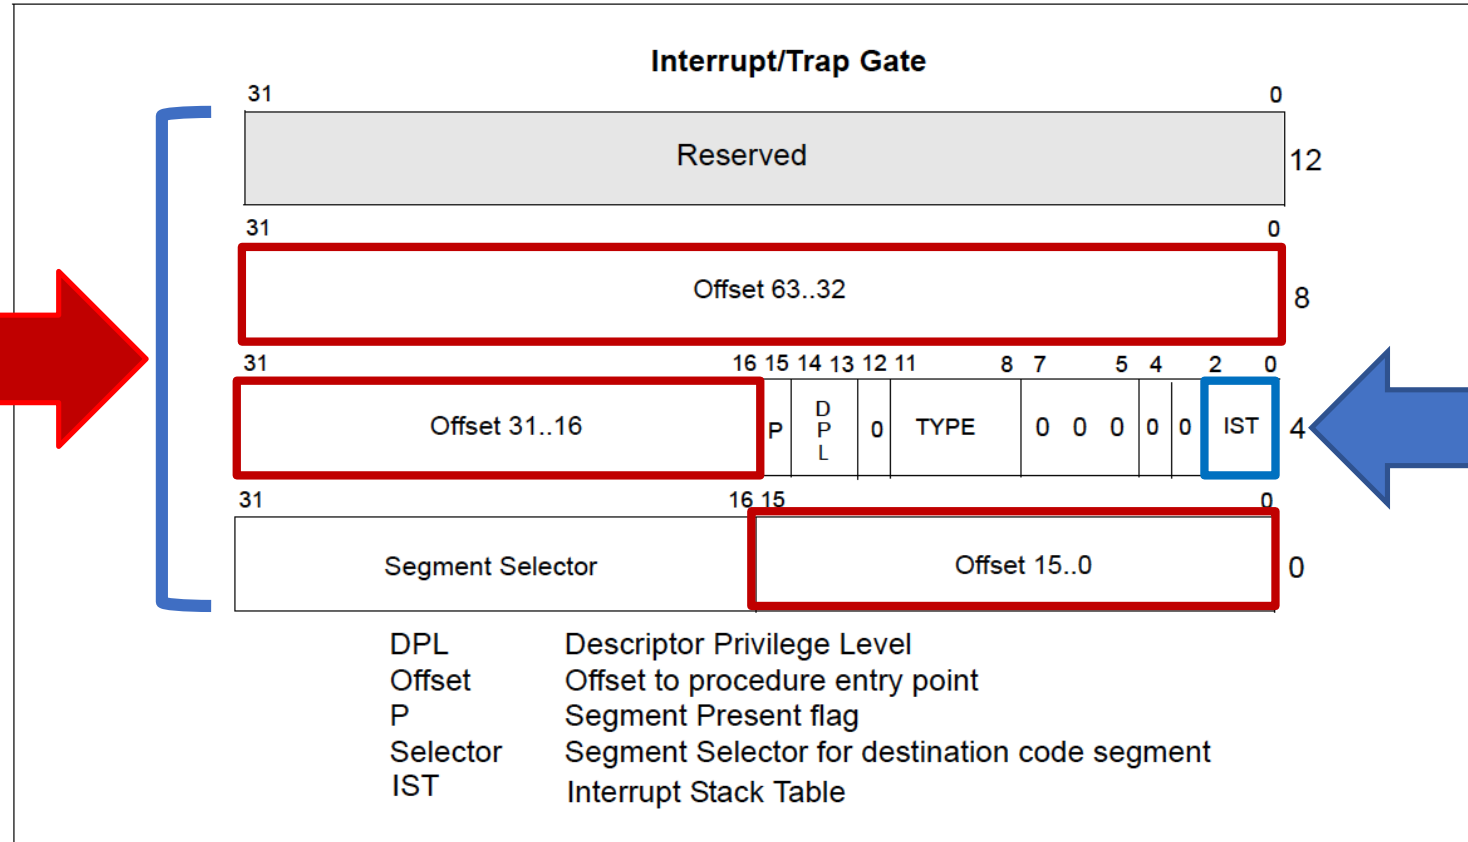 Interrupt/Trap Gate
31 0
Reserved 12
31 0
Offset 63..32 8
31 16 15 14 13 12 11 8 7 5 4 2 0
Offset 31..16 P DPL 0 TYPE 0 0 0 0 0 IST 4
31 16 15 0
Segment Selector Offset 15..0 0
DPL Descriptor Privilege Level
Offset Offset to procedure entry point
P Segment Present flag
Selector Segment Selector for destination code segment
IST Interrupt Stack Table